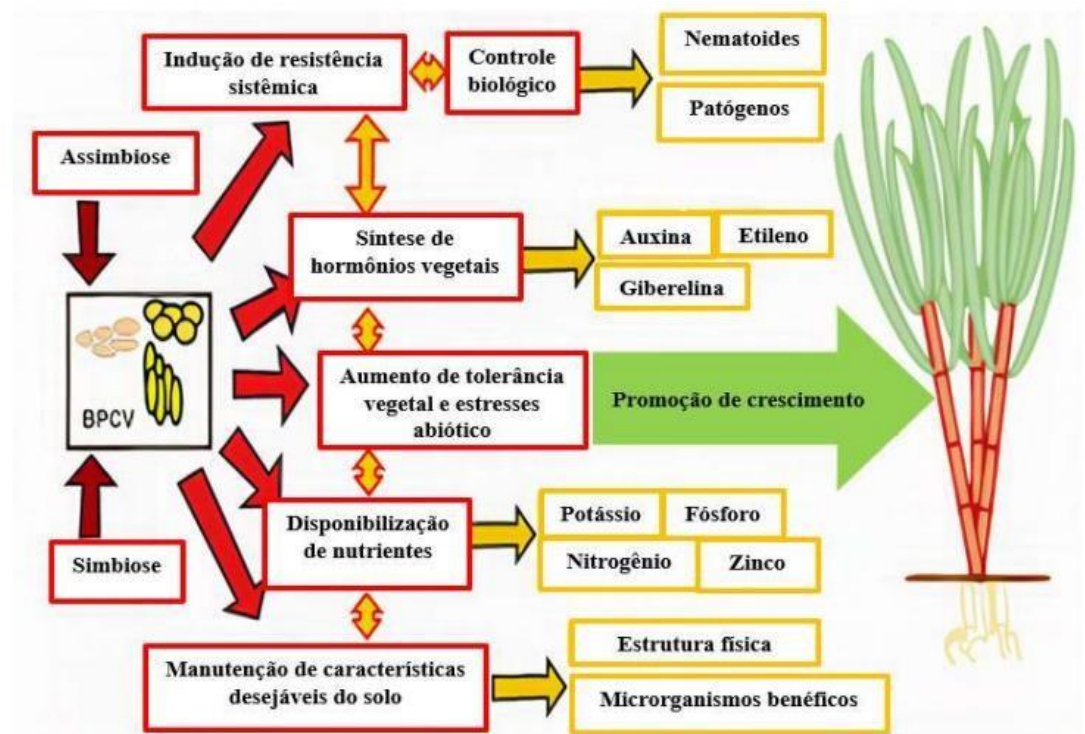 Indução de resistência
sistêmica
Controle
biológico
Nematoides
Patógenos
Assimbiose
Síntese de
hormônios vegetais
Auxina
Etileno
Giberelina
BPCV
Aumento de tolerância
vegetal e estresses
abiótico
Promoção de crescimento
Simbiose
Disponibilização
de nutrientes
Potássio
Fósforo
Nitrogênio
Zinco
Manutenção de características
desejáveis do solo
Estrutura física
Microrganismos benéficos